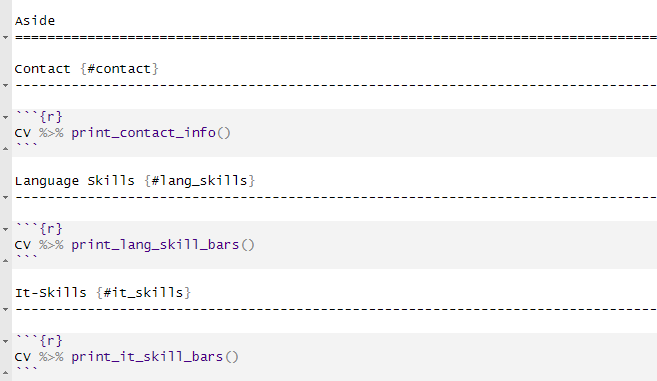 Aside
================================================================================
Contact {#contact}
--------------------------------------------------------------------------------
```{r}
CV %>% print_contact_info()
```
Language Skills {#lang_skills}
--------------------------------------------------------------------------------
```{r}
CV %>% print_lang_skill_bars()
```
It-Skills {#it_skills}
--------------------------------------------------------------------------------
```{r}
CV %>% print_it_skill_bars()
```